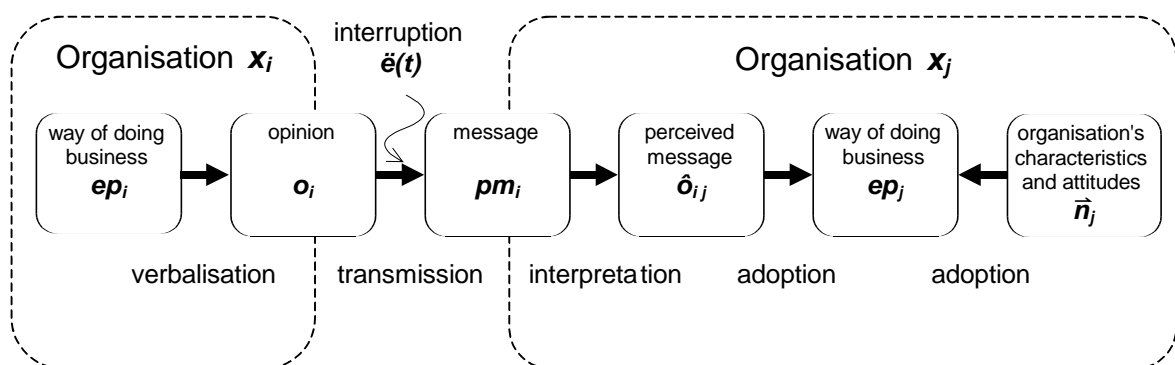 Organisation xi
interruption
ë(t)
Organisation xj
way of doing
business
epi
opinion
oi
message
pmi
perceived
message
ôij
way of doing
business
epj
organisation's
characteristics
and attitudes
n⃗j
verbalisation
transmission
interpretation
adoption
adoption